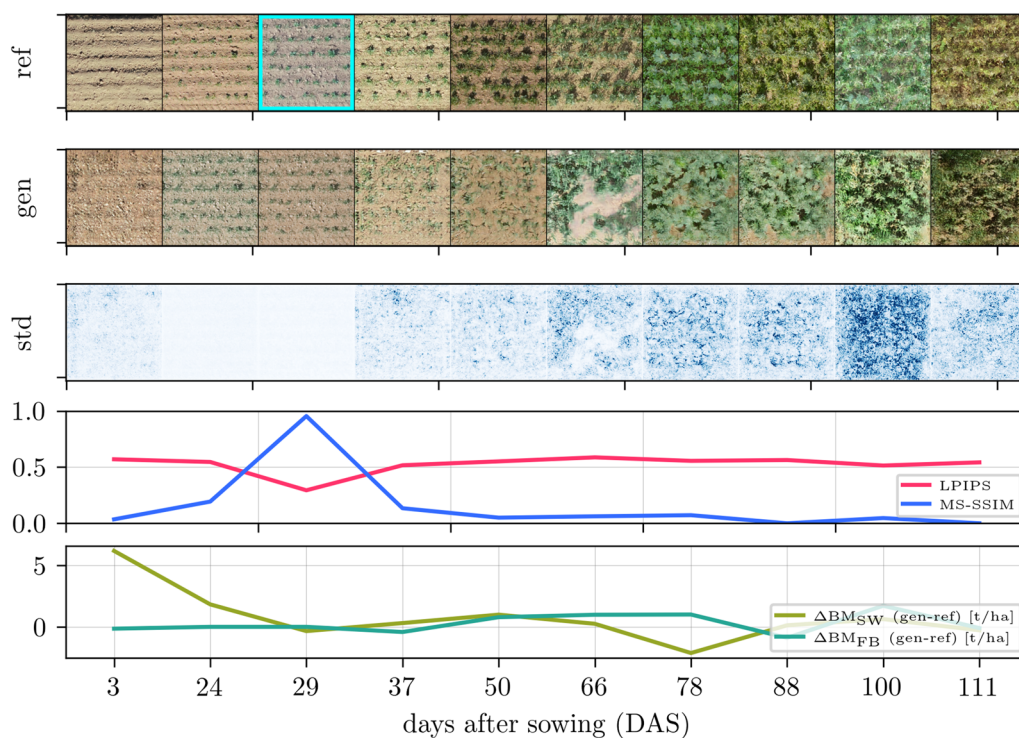 ref
gen
std
1.0
0.5
0.0
LPIPS
MS-SSIM
5
0
ΔBM_SW (gen-ref) [t/ha]
ΔBM_FB (gen-ref) [t/ha]
3 24 29 37 50 66 78 88 100 111
days after sowing (DAS)